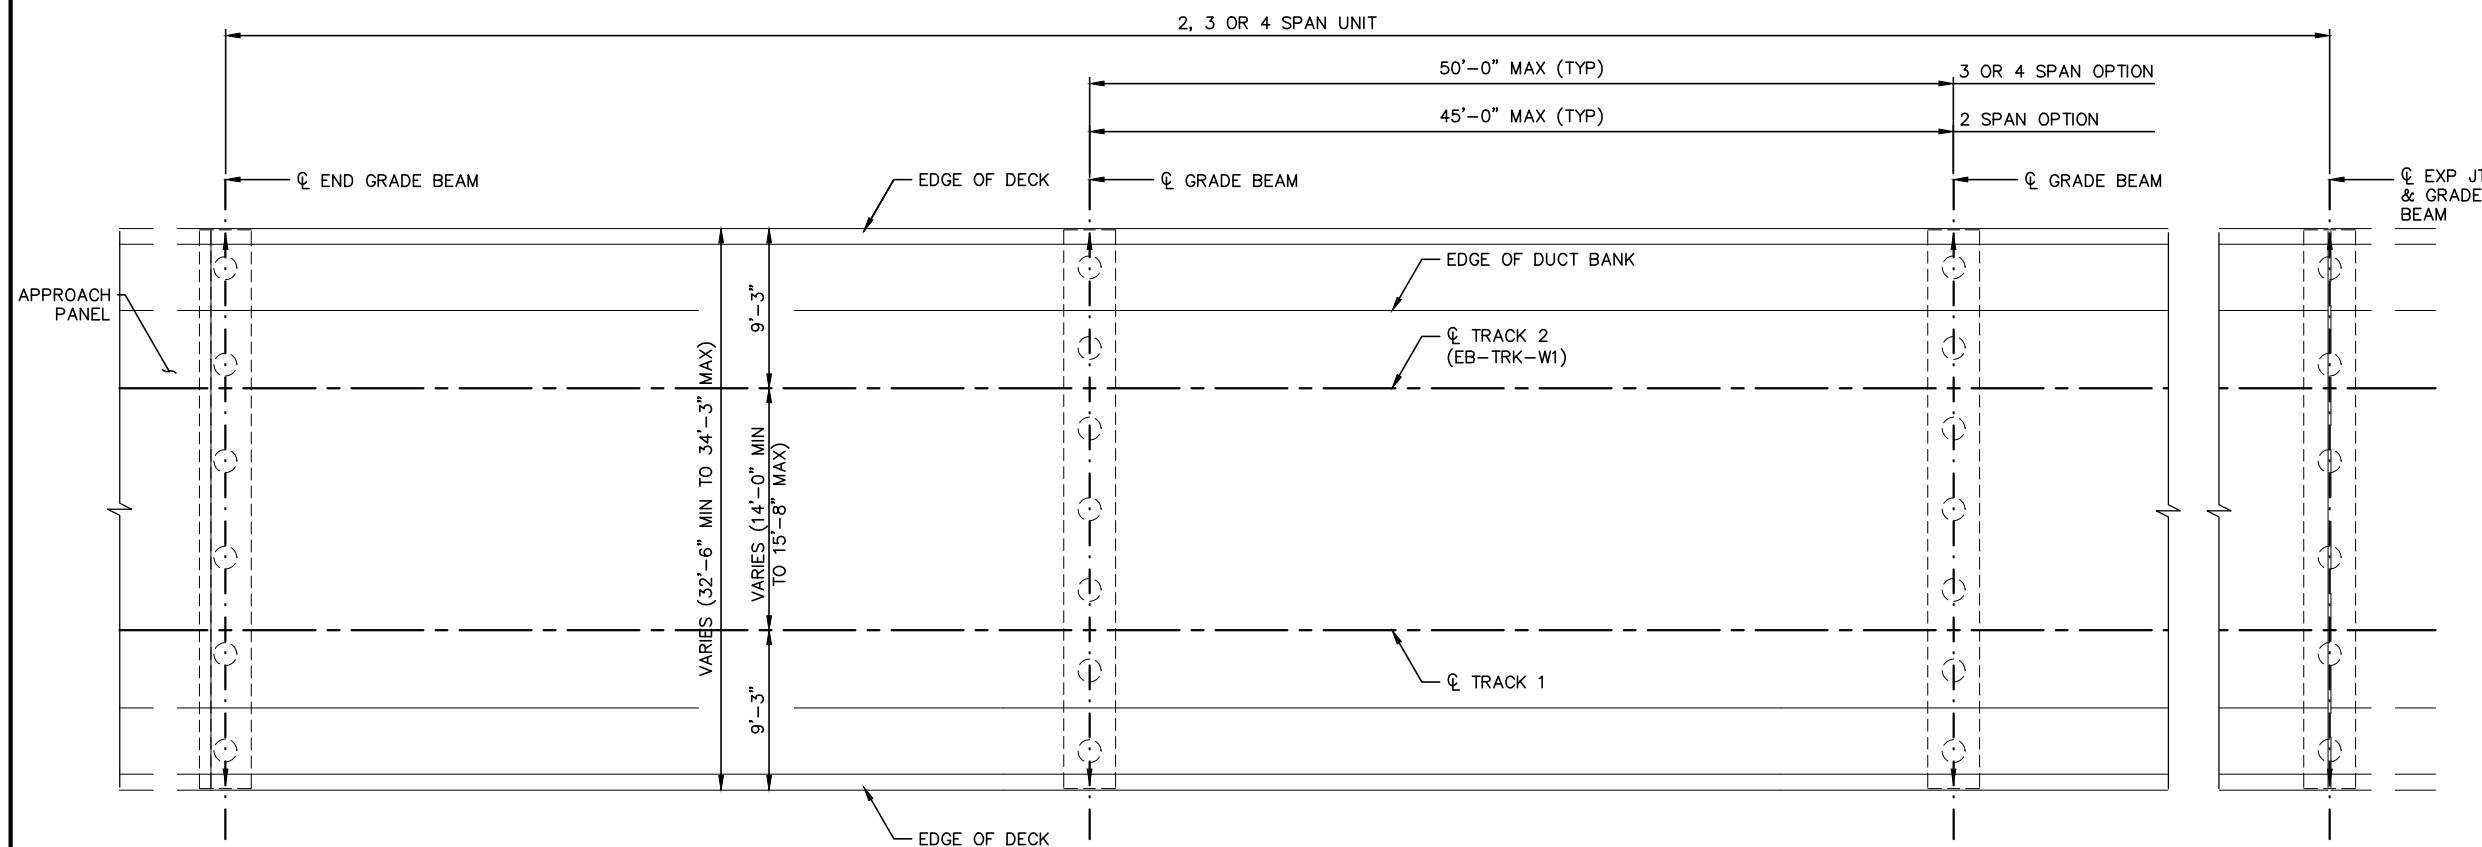 2, 3 OR 4 SPAN UNIT
50'-0" MAX (TYP)
3 OR 4 SPAN OPTION
45'-0" MAX (TYP)
2 SPAN OPTION
℄ END GRADE BEAM
EDGE OF DECK
℄ GRADE BEAM
℄ GRADE BEAM
℄ EXP JT
& GRADE
BEAM
APPROACH
PANEL
EDGE OF DUCT BANK
℄ TRACK 2
(EB-TRK-W1)
VARIES (32'-6" MIN TO 34'-3" MAX)
9'-3"
VARIES (14'-0" MIN
TO 15'-8" MAX)
9'-3"
℄ TRACK 1
EDGE OF DECK